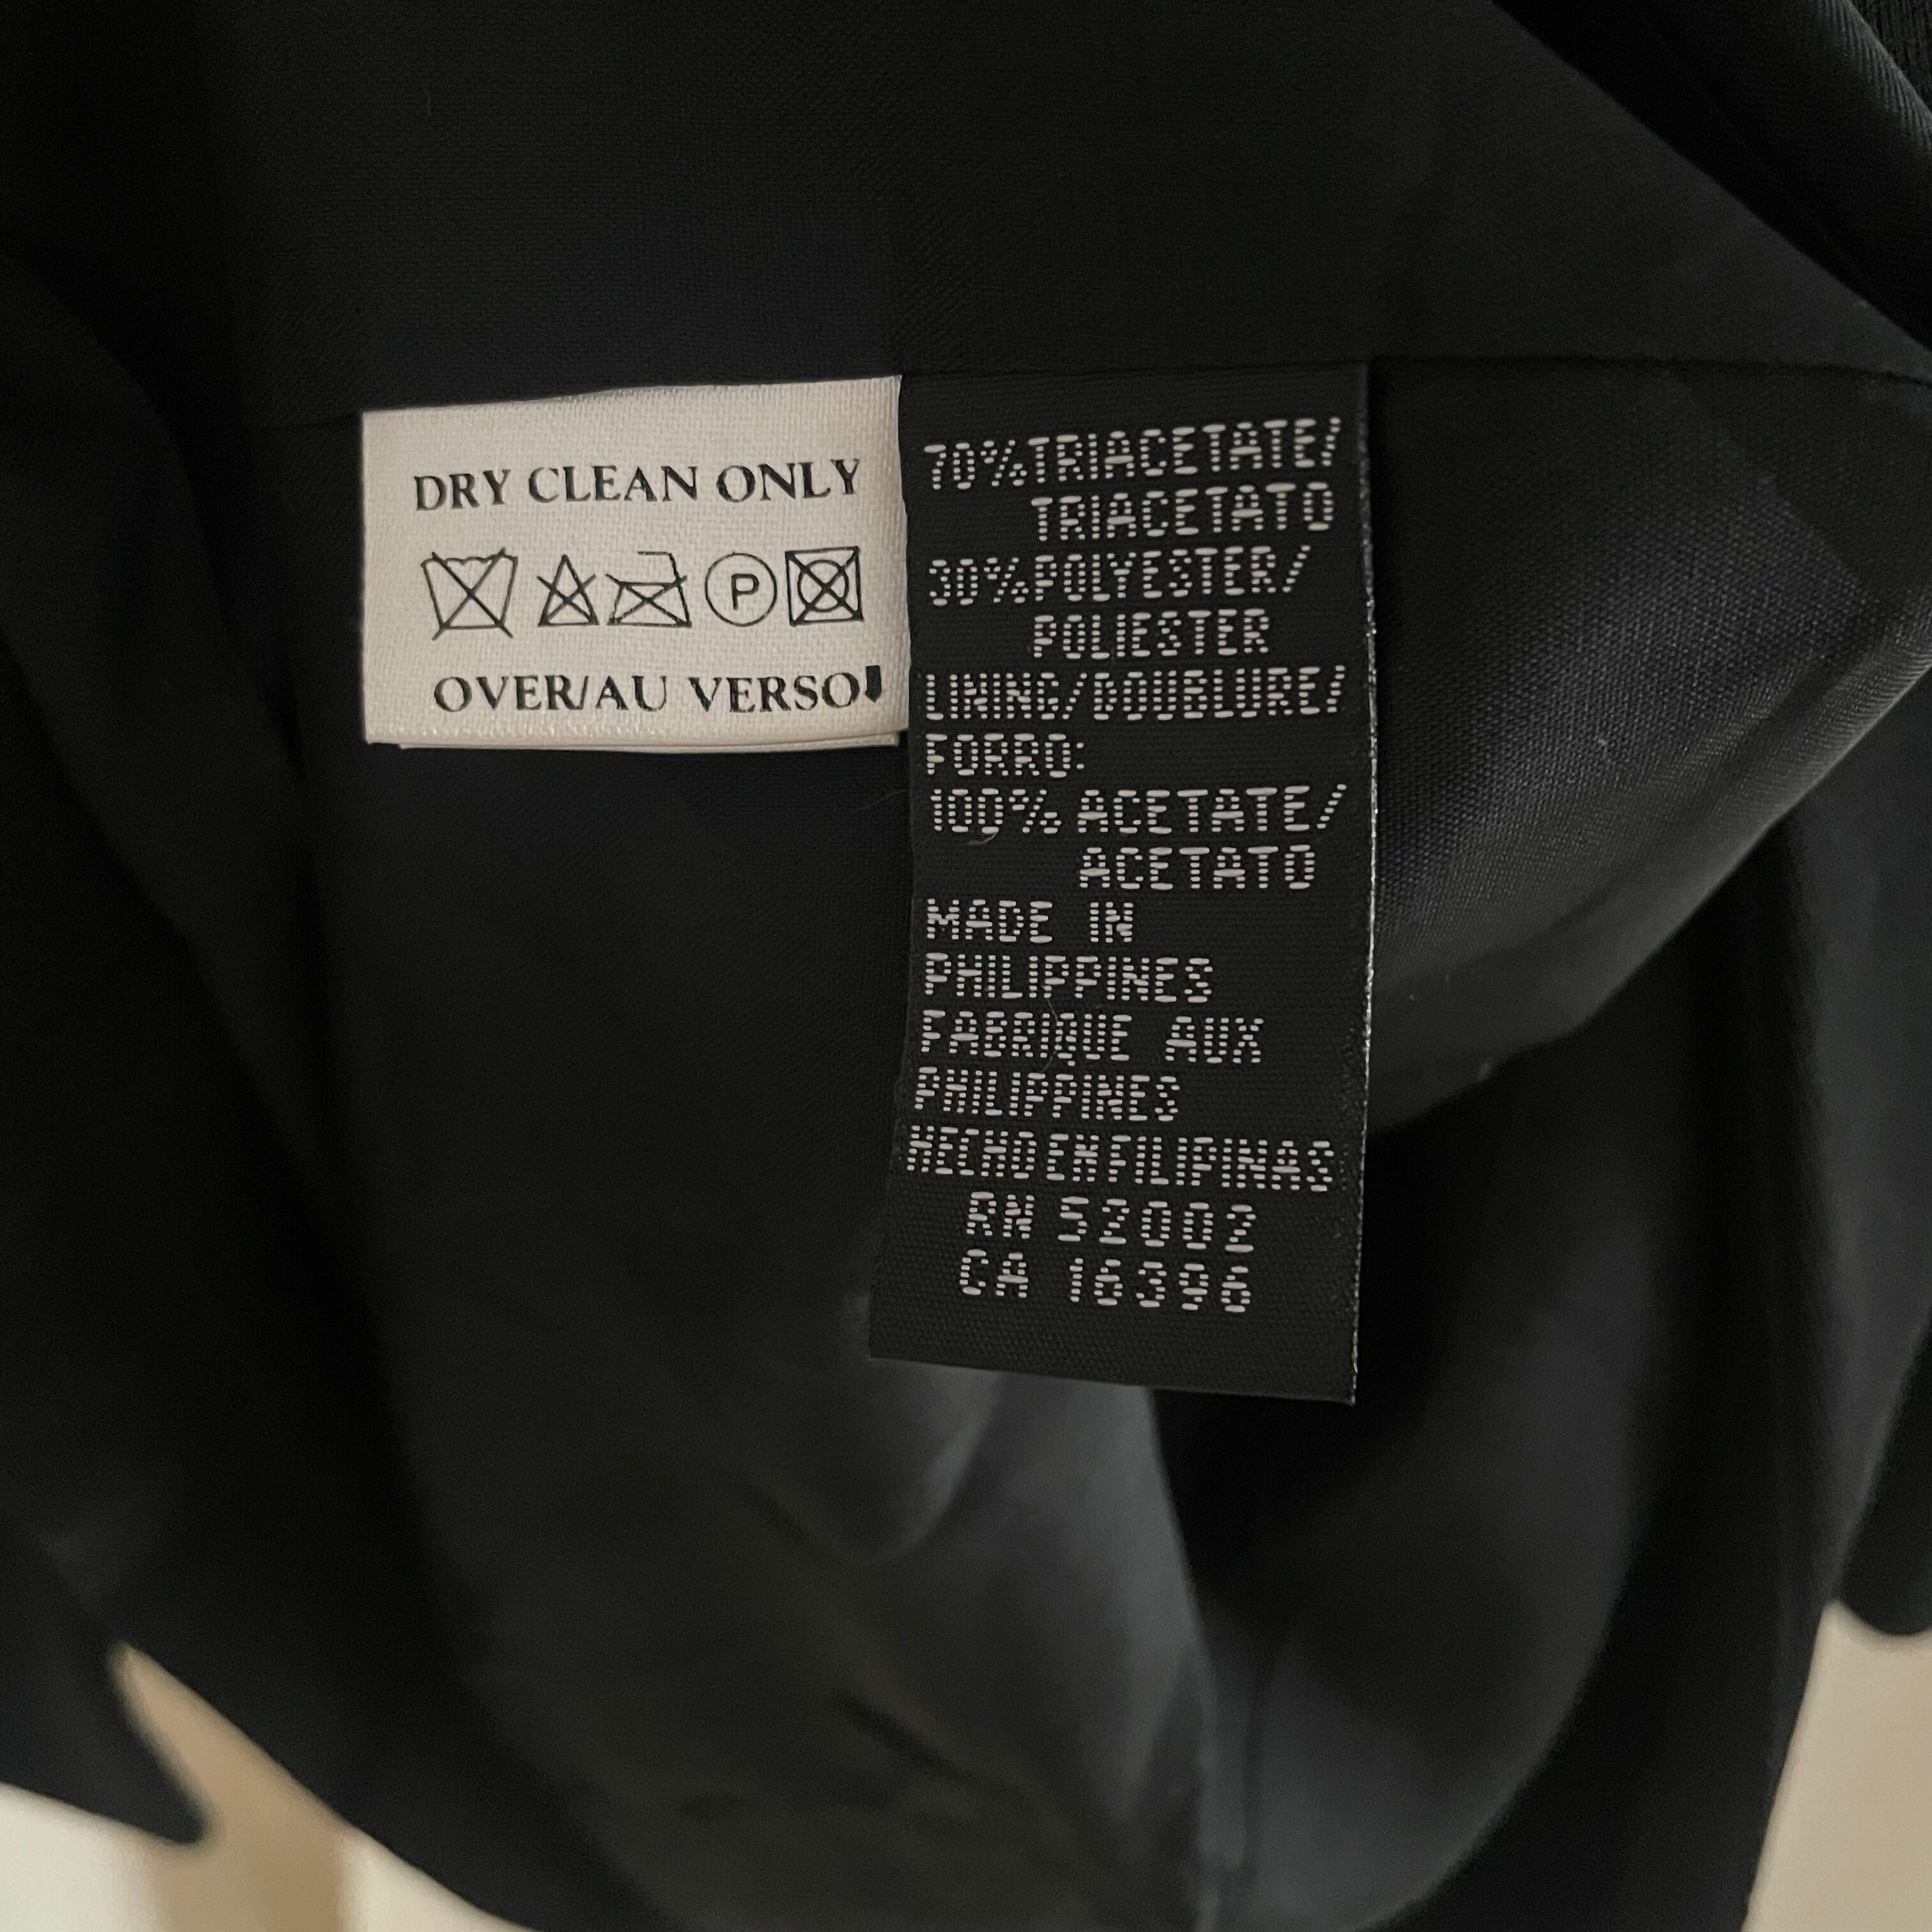 DRY CLEAN ONLY
P
OVER/AU VERSO
70%TRIACETATE/
TRIACETATO
30%POLYESTER/
POLIESTER
LINING/DOUBLURE/
FORRO:
100% ACETATE/
ACETATO
MADE IN
PHILIPPINES
FABRIQUE AUX
PHILIPPINES
HECHO EN FILIPINAS
RN 52002
CA 16396